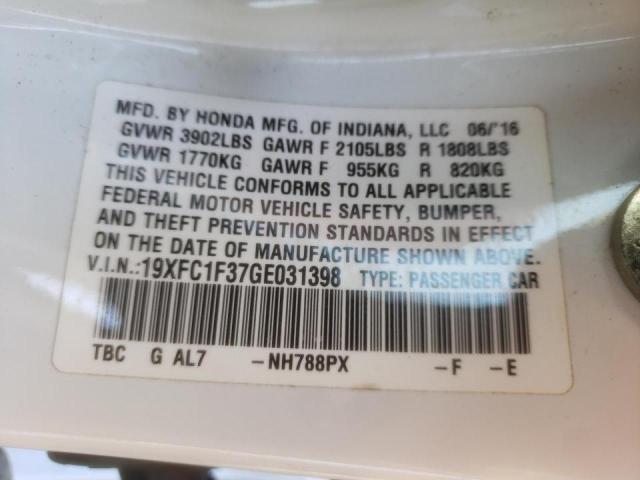 MFD. BY HONDA MFG. OF INDIANA, LLC 06/'16
GVWR 3902LBS GAWR F 2105LBS R 1808LBS
GVWR 1770KG GAWR F 955KG R 820KG
THIS VEHICLE CONFORMS TO ALL APPLICABLE
FEDERAL MOTOR VEHICLE SAFETY, BUMPER,
AND THEFT PREVENTION STANDARDS IN EFFECT
ON THE DATE OF MANUFACTURE SHOWN ABOVE.
V.I.N.:19XFC1F37GE031398 TYPE: PASSENGER CAR
TBC G AL7 -NH788PX -F -E